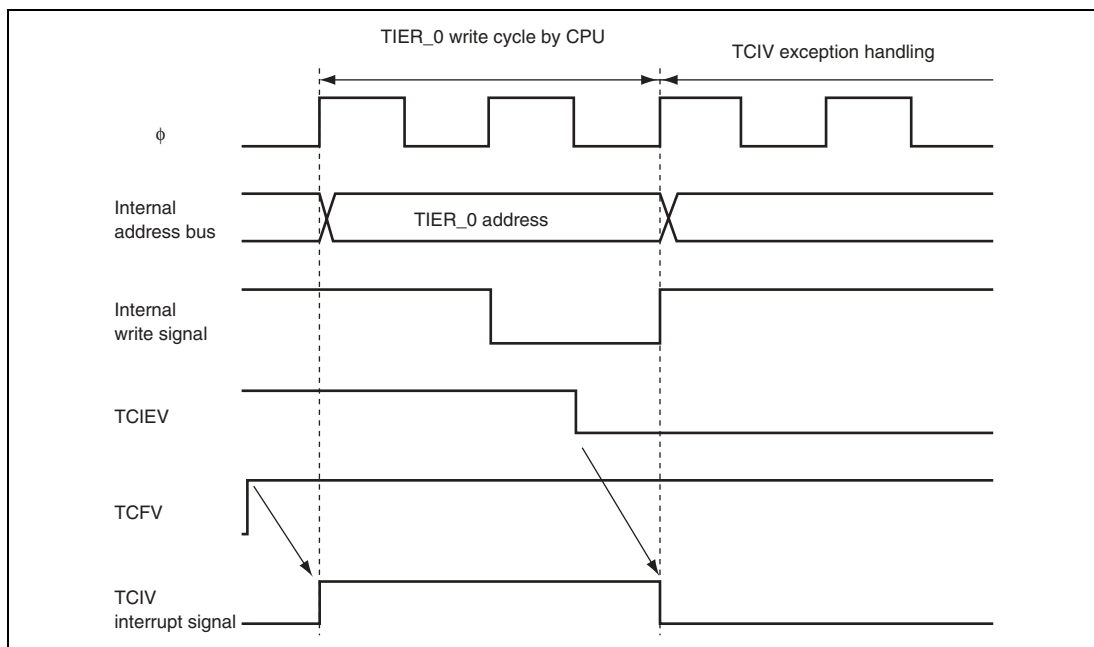 TIER_0 write cycle by CPU
TCIV exception handling
ϕ
Internal
address bus
TIER_0 address
Internal
write signal
TCIEV
TCFV
TCIV
interrupt signal